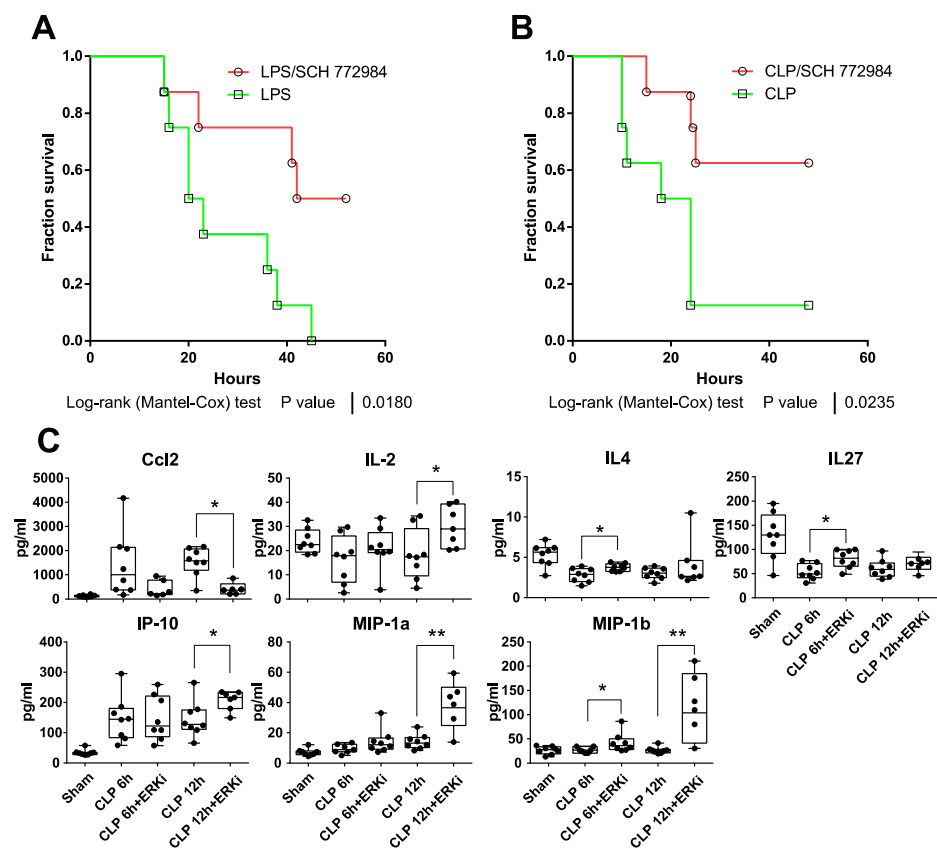 A
B
LPS/SCH 772984
LPS
CLP/SCH 772984
CLP
Fraction survival
1.0
0.8
0.6
0.4
0.2
0.0
0
20
40
60
Hours
Log-rank (Mantel-Cox) test P value 0.0180
Fraction survival
1.0
0.8
0.6
0.4
0.2
0.0
0
20
40
60
Hours
Log-rank (Mantel-Cox) test P value 0.0235
C
Ccl2
pg/ml
5000
4000
3000
2000
1000
0
*
IL-2
50
40
30
20
10
0
*
IL4
pg/ml
15
10
5
0
*
IL27
pg/ml
250
200
150
100
50
0
*
Sham
CLP 6h
CLP 6h+ERKi
CLP 12h
CLP 12h+ERKi
IP-10
pg/ml
400
300
200
100
0
*
Sham
CLP 6h
CLP 6h+ERKi
CLP 12h
CLP 12h+ERKi
MIP-1a
pg/ml
80
60
40
20
0
**
Sham
CLP 6h
CLP 6h+ERKi
CLP 12h
CLP 12h+ERKi
MIP-1b
pg/ml
250
200
150
100
50
0
*
**
Sham
CLP 6h
CLP 6h+ERKi
CLP 12h
CLP 12h+ERKi